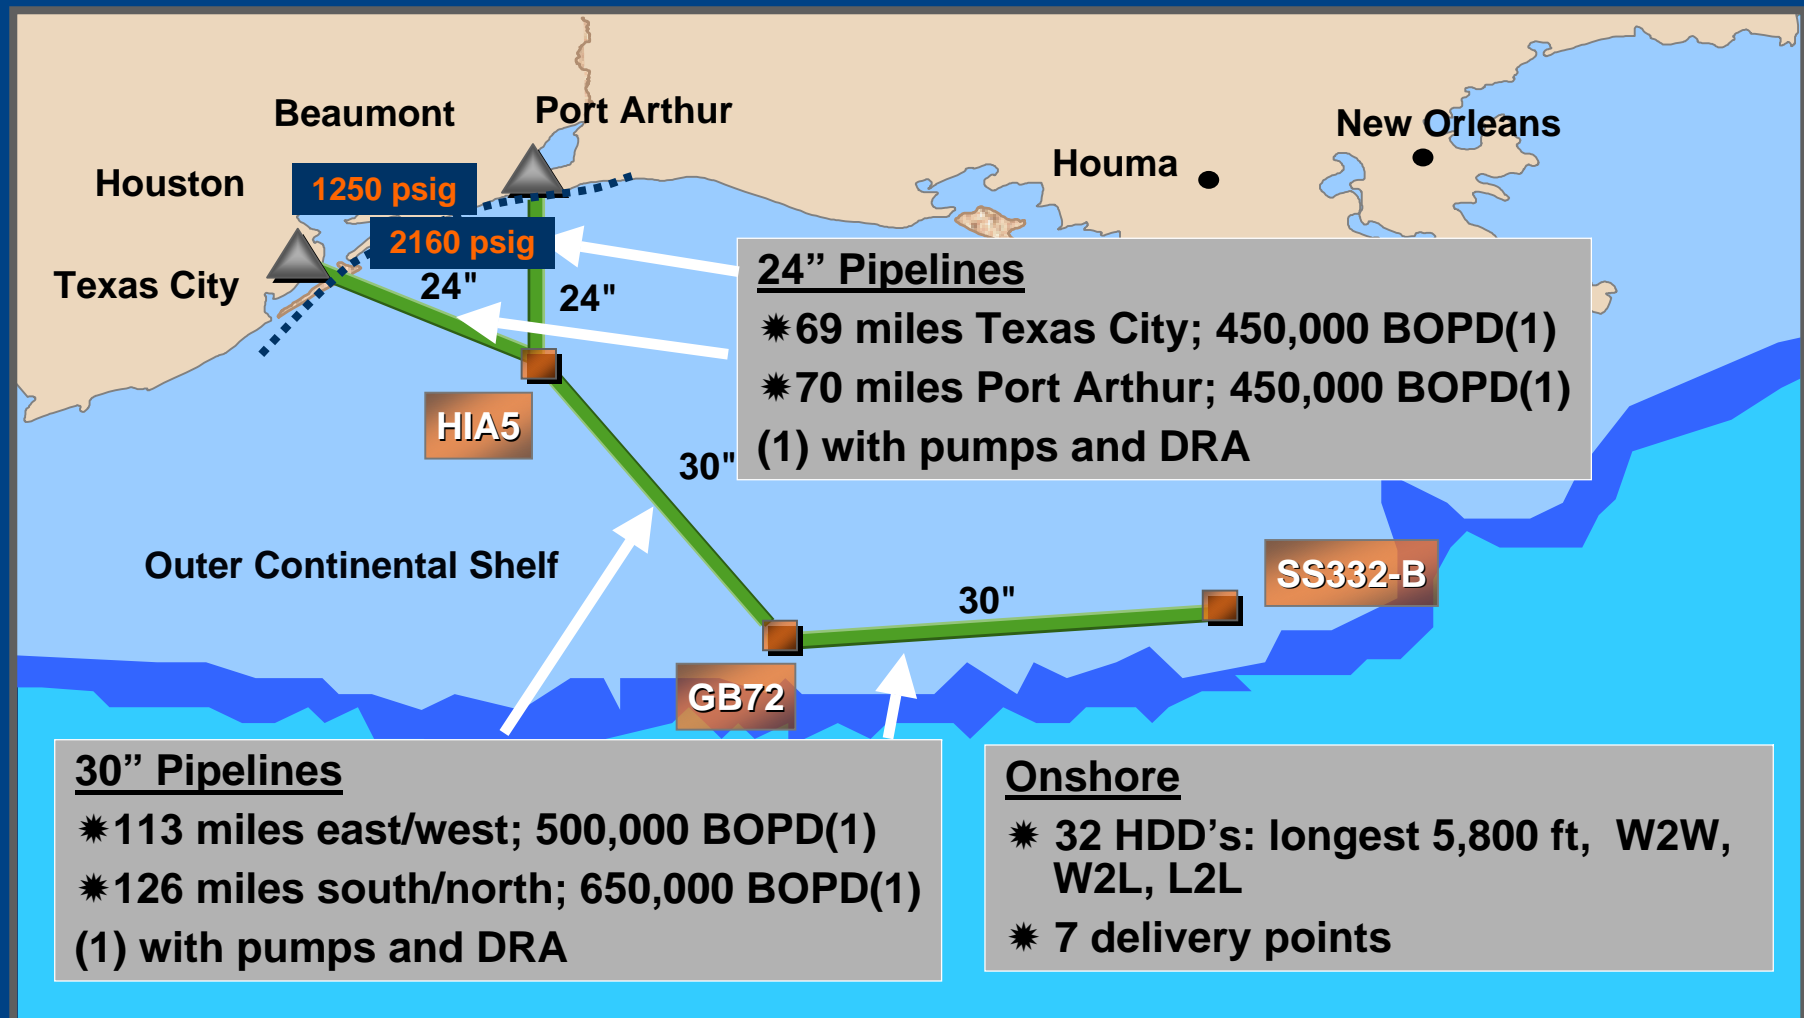 Beaumont
Port Arthur
New Orleans
Houma
Houston
1250 psig
2160 psig
Texas City
24"
24"
24” Pipelines
✹69 miles Texas City; 450,000 BOPD(1)
✹70 miles Port Arthur; 450,000 BOPD(1)
(1) with pumps and DRA
HIA5
30"
Outer Continental Shelf
SS332-B
30"
GB72
30” Pipelines
✹113 miles east/west; 500,000 BOPD(1)
✹126 miles south/north; 650,000 BOPD(1)
(1) with pumps and DRA
Onshore
✹ 32 HDD’s: longest 5,800 ft, W2W,
W2L, L2L
✹ 7 delivery points